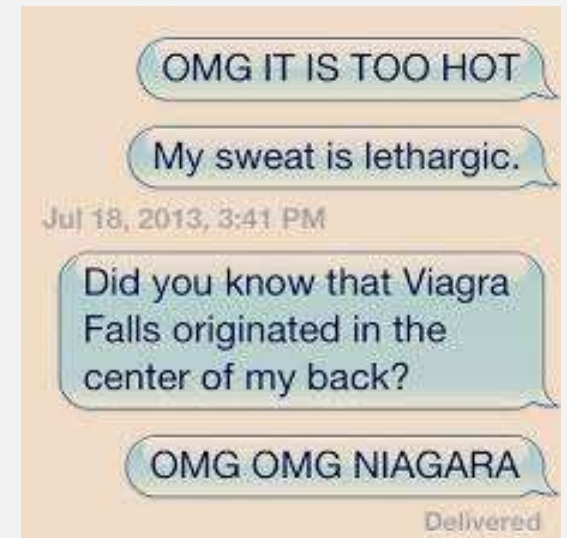 OMG IT IS TOO HOT
My sweat is lethargic.
Jul 18, 2013, 3:41 PM
Did you know that Viagra
Falls originated in the
center of my back?
OMG OMG NIAGARA
Delivered